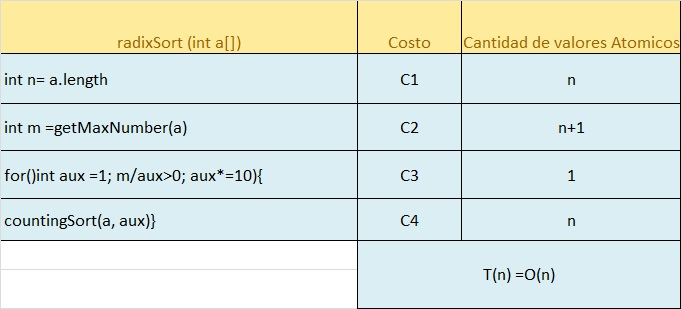 radixSort (int a[]) Costo Cantidad de valores Atomicos
int n= a.length C1 n
int m =getMaxNumber(a) C2 n+1
for()int aux =1; m/aux>0; aux*=10){ C3 1
countingSort(a, aux)} C4 n
T(n) =O(n)